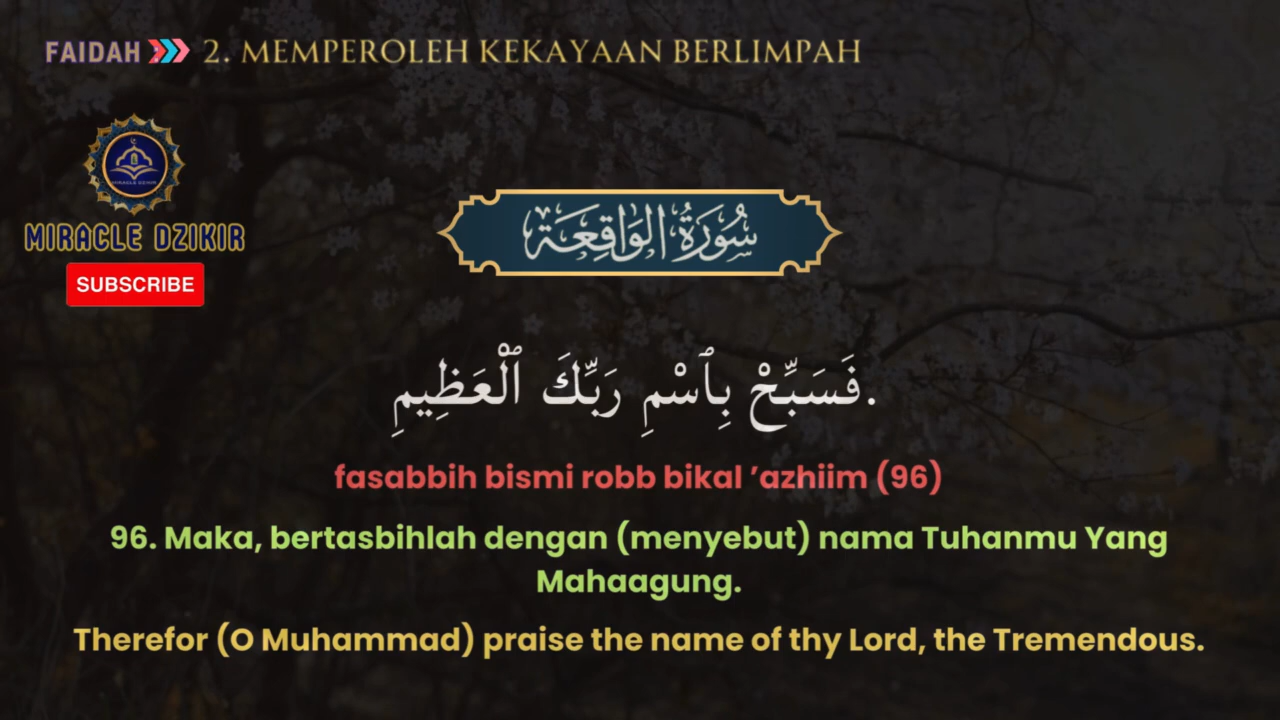 FAIDAH 2. MEMPEROLEH KEKAYAAN BERLIMPAH
MIRACLE DZIKIR
MIRACLE DZIKIR
SUBSCRIBE
سُورَةُ الوَاقِعَة
فَسَبِّحْ بِٱسْمِ رَبِّكَ ٱلْعَظِيمِ.
fasabbih bismi robb bikal ’azhiim (96)
96. Maka, bertasbihlah dengan (menyebut) nama Tuhanmu Yang
Mahaagung.
Therefor (O Muhammad) praise the name of thy Lord, the Tremendous.